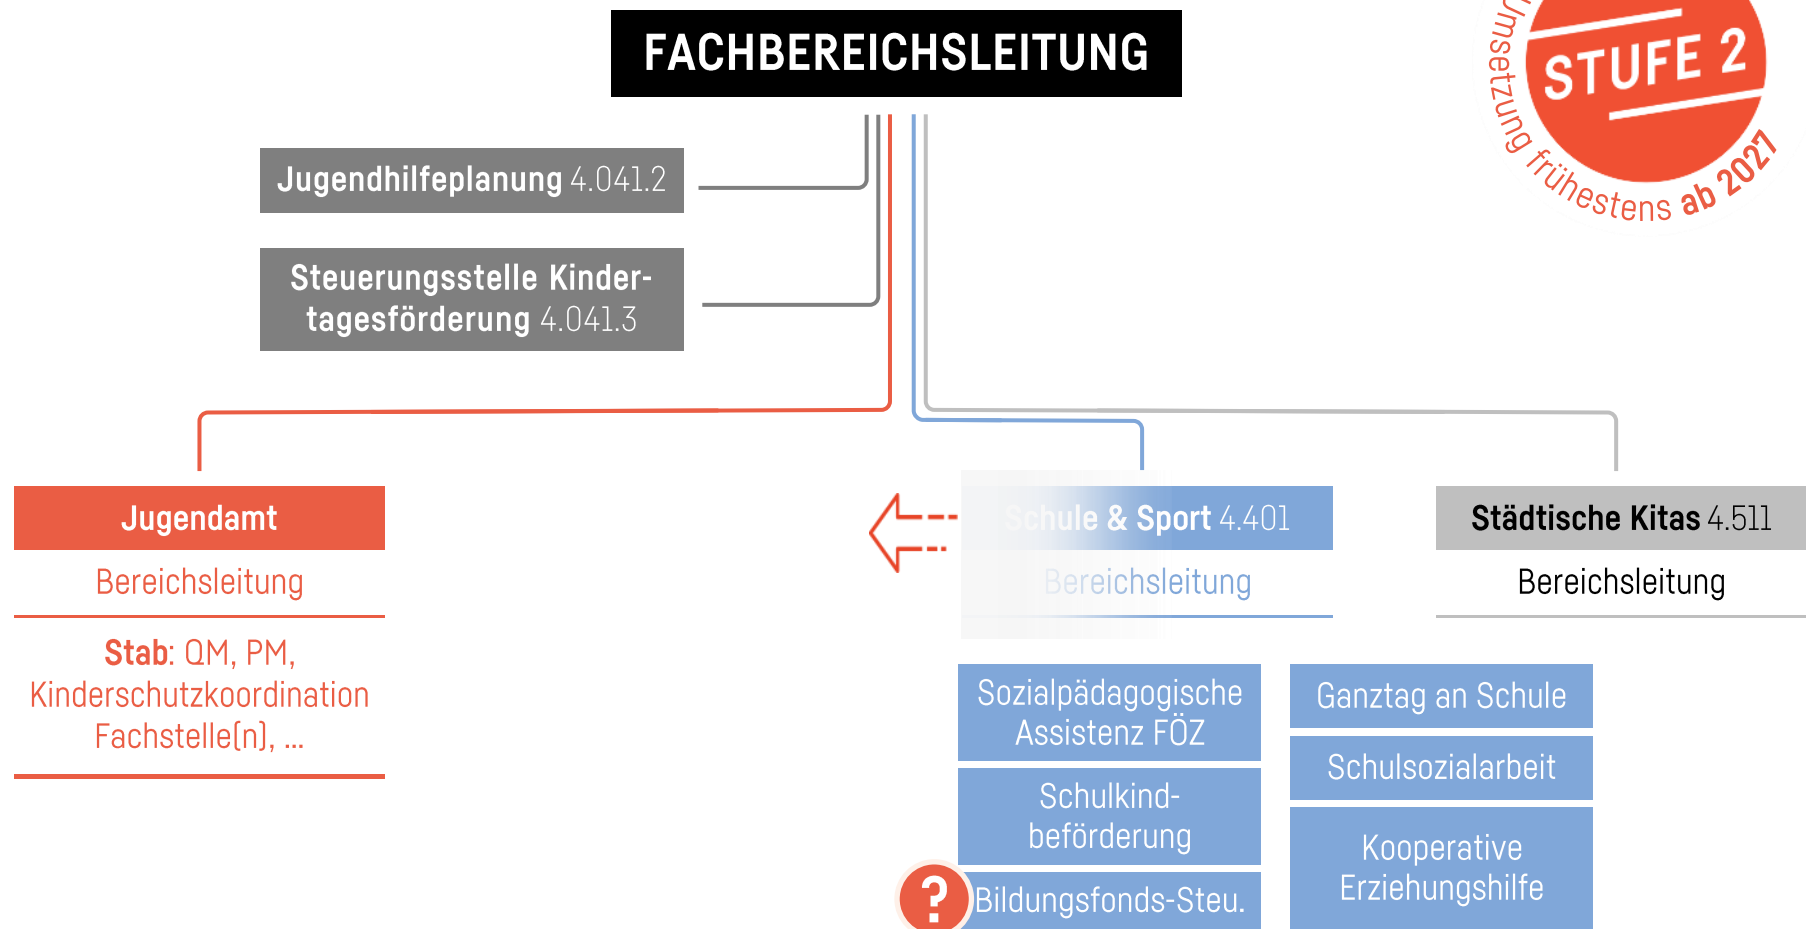 FACHBEREICHSLEITUNG
Umsetzung frühestens ab 2027
STUFE 2
Jugendhilfeplanung 4.041.2
Steuerungsstelle Kinder-
tagesförderung 4.041.3
Jugendamt
Bereichsleitung
Stab: QM, PM,
Kinderschutzkoordination
Fachstelle(n), ...
Schule & Sport 4.401
Bereichsleitung
Städtische Kitas 4.511
Bereichsleitung
Sozialpädagogische
Assistenz FÖZ
Schulkind-
beförderung
?
Bildungsfonds-Steu.
Ganztag an Schule
Schulsozialarbeit
Kooperative
Erziehungshilfe